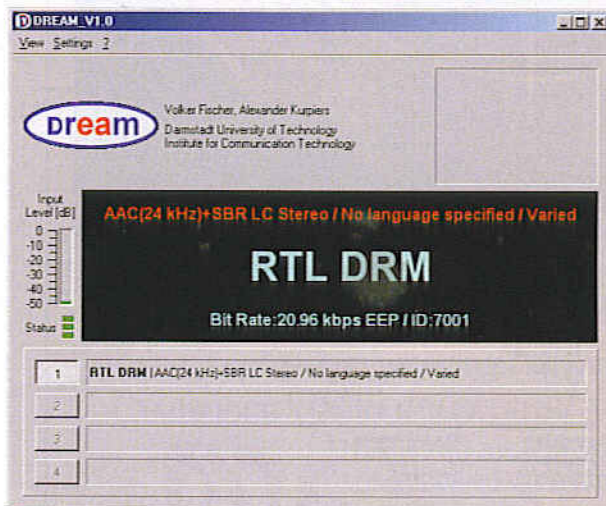 DREAM_V1.0
View Settings ?
Dream
Volker Fischer, Alexander Kurpiers
Darmstadt University of Technology
Institute for Communication Technology
Input
Level [dB]
0
-10
-20
-30
-40
-50
Status
AAC(24 kHz)+SBR LC Stereo / No language specified / Varied
RTL DRM
Bit Rate:20.96 kbps EEP / ID:7001
1 RTL DRM | AAC(24 kHz)+SBR LC Stereo / No language specified / Varied
2
3
4